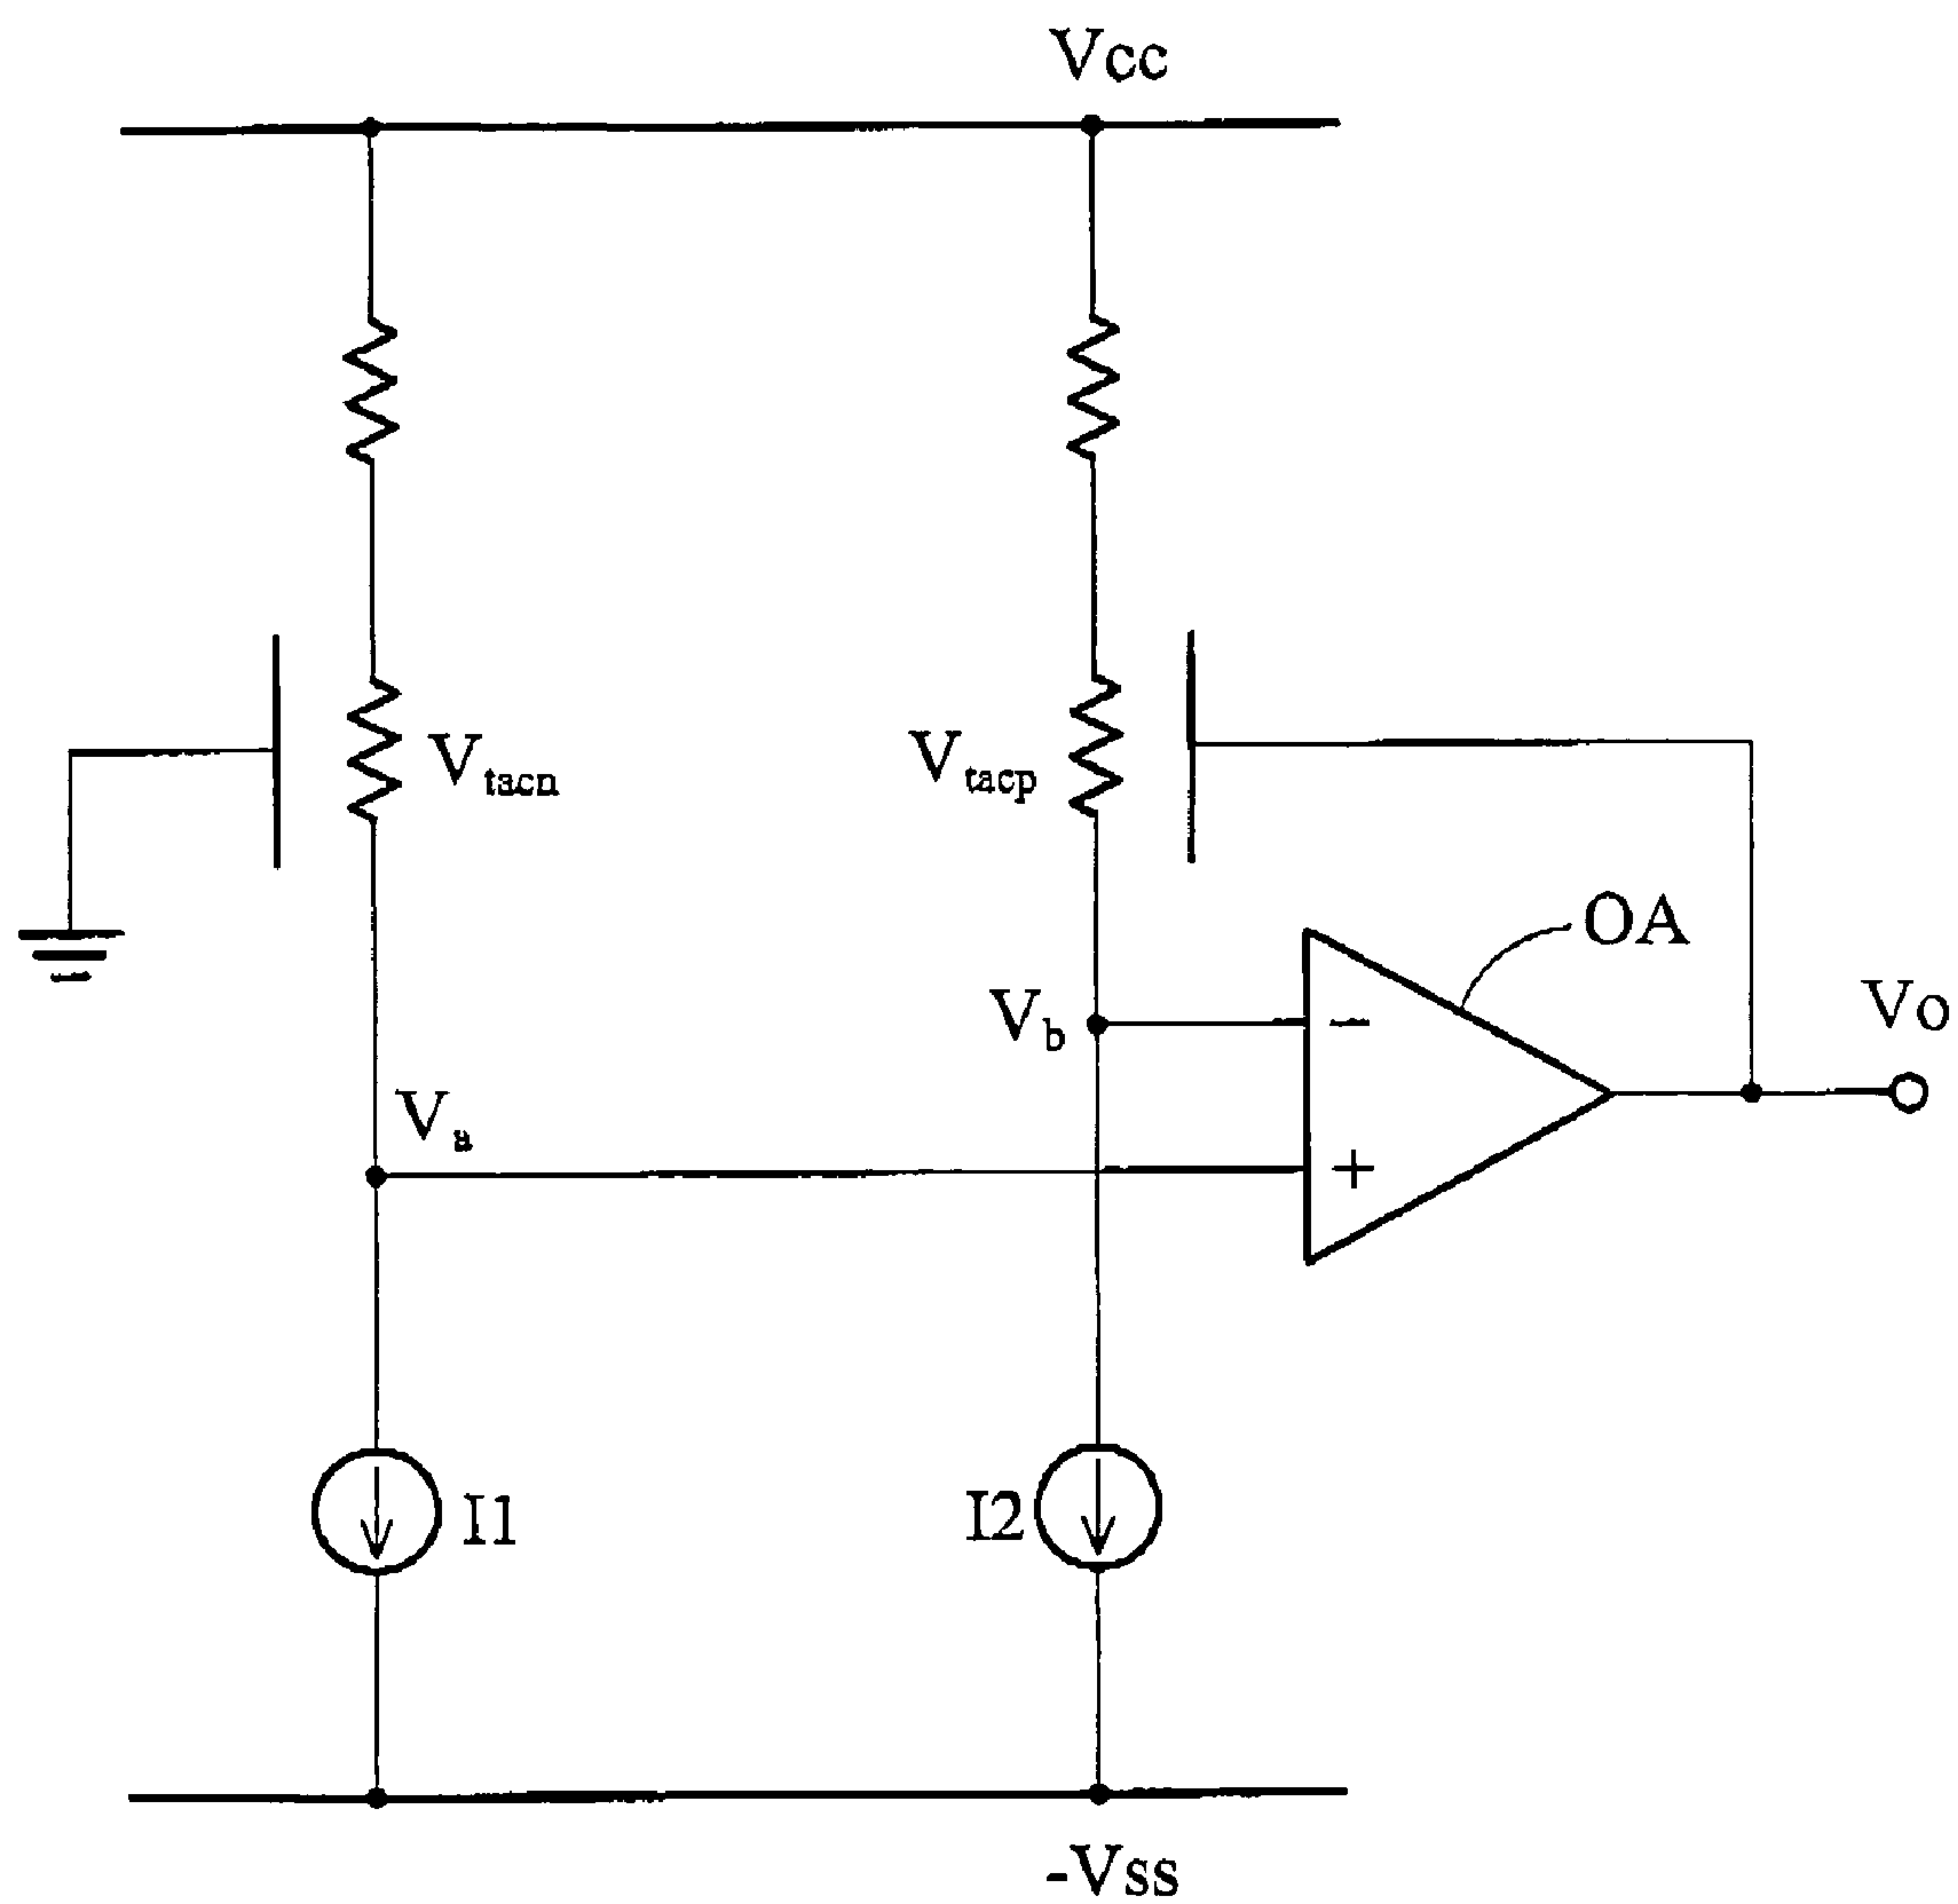 Vcc
Vtacn
Vtacp
OA
Vb
Vo
−
Va
+
I1
I2
-Vss